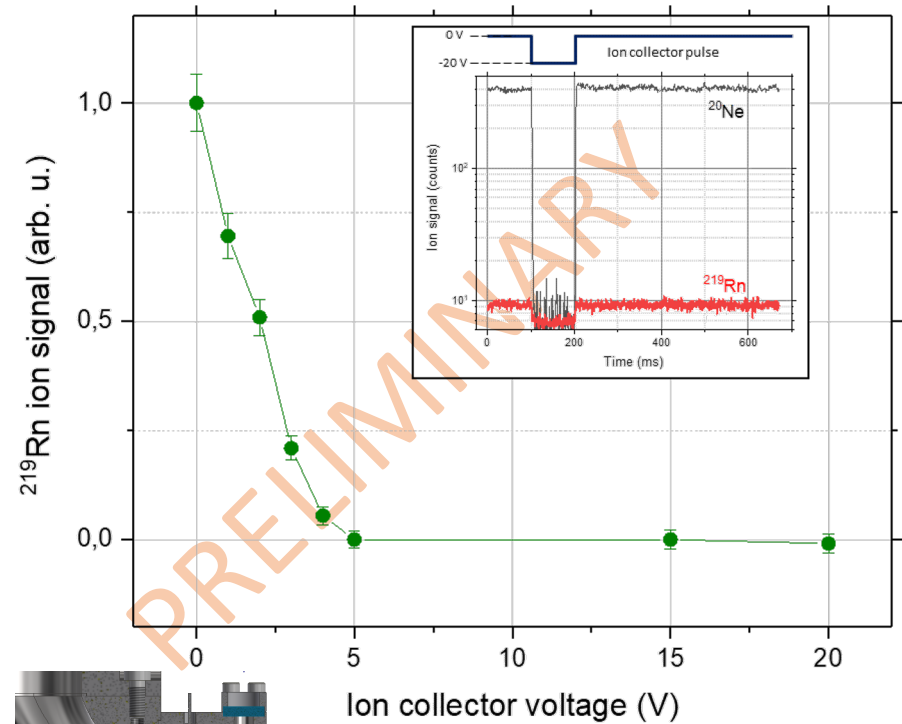 0 V
-20 V
Ion collector pulse
²⁰Ne
10²
Ion signal (counts)
²¹⁹Rn
10¹
0 200 400 600
Time (ms)
1,0
0,5
0,0
²¹⁹Rn ion signal (arb. u.)
PRELIMINARY
0 5 10 15 20
Ion collector voltage (V)